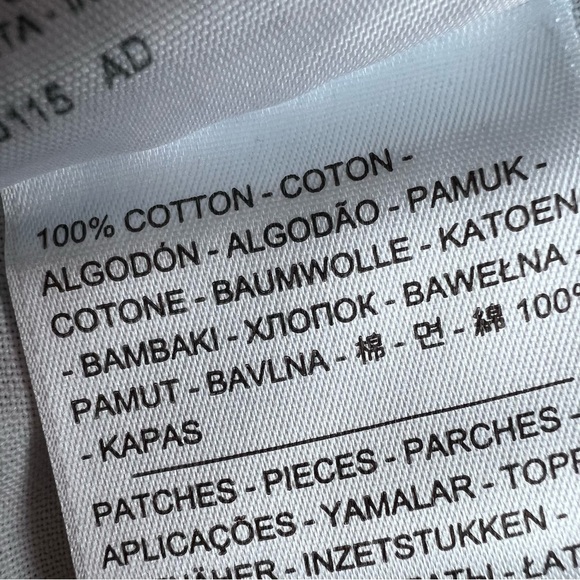 115 AD
100% COTTON - COTON -
ALGODÓN - ALGODÃO - PAMUK -
COTONE - BAUMWOLLE - KATOEN
- BAMBAKI - ХЛОПОК - BAWEŁNA -
PAMUT - BAVLNA - 棉 - 면 - 綿 100%
- KAPAS
PATCHES - PIECES - PARCHES -
APLICAÇÕES - YAMALAR - TOPP
- INZETSTUKKEN -